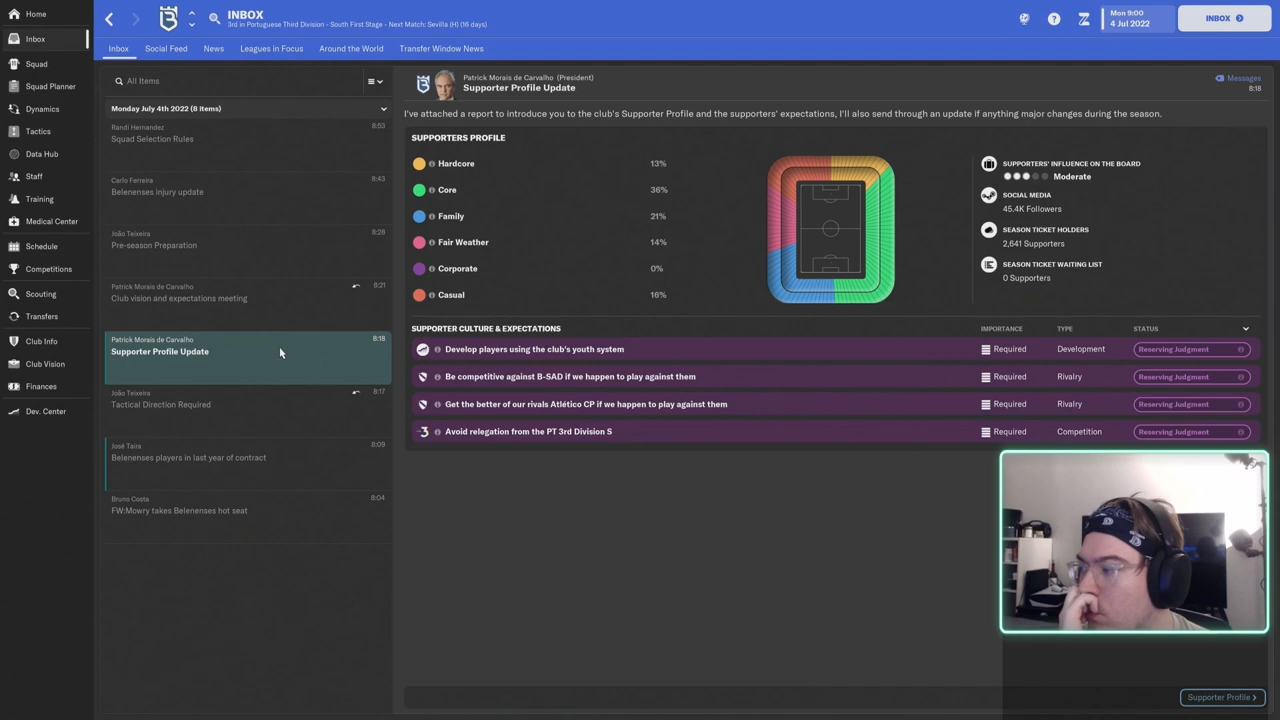 Home
Inbox
Squad
Squad Planner
Dynamics
Tactics
Data Hub
Staff
Training
Medical Center
Schedule
Competitions
Scouting
Transfers
Club Info
Club Vision
Finances
Dev. Center
INBOX
3rd in Portuguese Third Division - South First Stage - Next Match: Sevilla (H) (16 days)
Mon 9:00
4 Jul 2022
INBOX
Inbox
Social Feed
News
Leagues in Focus
Around the World
Transfer Window News
All Items
Monday July 4th 2022 (8 items)
Randi Hernandez 8:53
Squad Selection Rules
Carlo Ferreira 8:43
Belenenses injury update
João Teixeira 8:28
Pre-season Preparation
Patrick Morais de Carvalho 8:21
Club vision and expectations meeting
Patrick Morais de Carvalho 8:18
Supporter Profile Update
João Teixeira 8:17
Tactical Direction Required
José Taira 8:09
Belenenses players in last year of contract
Bruno Costa 8:04
FW:Mowry takes Belenenses hot seat
Patrick Morais de Carvalho (President)
Supporter Profile Update
Messages
8:18
I've attached a report to introduce you to the club's Supporter Profile and the supporters' expectations, I'll also send through an update if anything major changes during the season.
SUPPORTERS PROFILE
Hardcore 13%
Core 36%
Family 21%
Fair Weather 14%
Corporate 0%
Casual 16%
SUPPORTERS' INFLUENCE ON THE BOARD
Moderate
SOCIAL MEDIA
45.4K Followers
SEASON TICKET HOLDERS
2,641 Supporters
SEASON TICKET WAITING LIST
0 Supporters
SUPPORTER CULTURE & EXPECTATIONS IMPORTANCE TYPE STATUS
Develop players using the club's youth system Required Development Reserving Judgment
Be competitive against B-SAD if we happen to play against them Required Rivalry Reserving Judgment
Get the better of our rivals Atlético CP if we happen to play against them Required Rivalry Reserving Judgment
3 Avoid relegation from the PT 3rd Division S Required Competition Reserving Judgment
Supporter Profile >